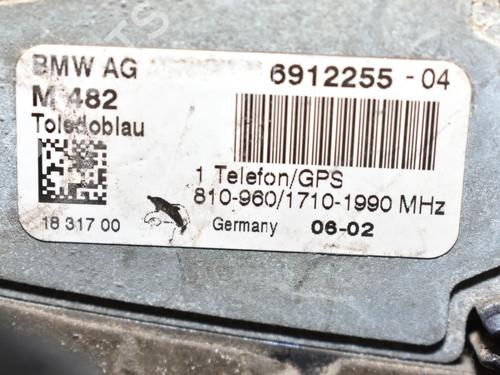 BMW AG 6912255 - 04
M 482
Toledoblau
1 Telefon/GPS
810-960/1710-1990 MHz
18 317 00 Germany 06-02